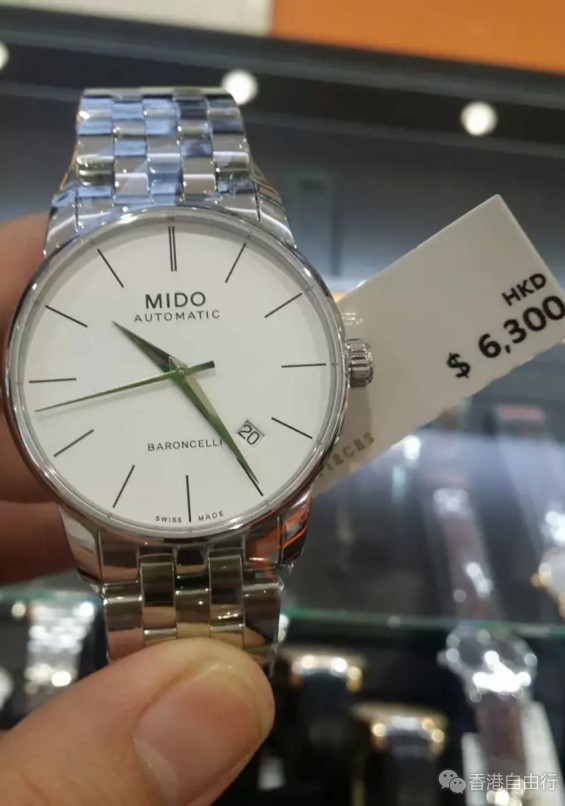 MIDO
AUTOMATIC
HKD
$ 6,300
20
BARONCELLI
SWISS MADE
香港自由行